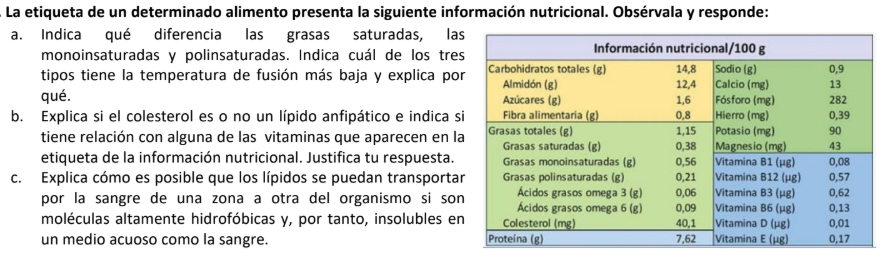 . La etiqueta de un determinado alimento presenta la siguiente información nutricional. Obsérvala y responde:
a. Indica qué diferencia las grasas saturadas, las
monoinsaturadas y polinsaturadas. Indica cuál de los tres
tipos tiene la temperatura de fusión más baja y explica por
qué.
b. Explica si el colesterol es o no un lípido anfipático e indica si
tiene relación con alguna de las vitaminas que aparecen en la
etiqueta de la información nutricional. Justifica tu respuesta.
c. Explica cómo es posible que los lípidos se puedan transportar
por la sangre de una zona a otra del organismo si son
moléculas altamente hidrofóbicas y, por tanto, insolubles en
un medio acuoso como la sangre.
Información nutricional/100 g
Carbohidratos totales (g) 14,8 Sodio (g) 0,9
Almidón (g) 12,4 Calcio (mg) 13
Azúcares (g) 1,6 Fósforo (mg) 282
Fibra alimentaria (g) 0,8 Hierro (mg) 0,39
Grasas totales (g) 1,15 Potasio (mg) 90
Grasas saturadas (g) 0,38 Magnesio (mg) 43
Grasas monoinsaturadas (g) 0,56 Vitamina B1 (µg) 0,08
Grasas polinsaturadas (g) 0,21 Vitamina B12 (µg) 0,57
Ácidos grasos omega 3 (g) 0,06 Vitamina B3 (µg) 0,62
Ácidos grasos omega 6 (g) 0,09 Vitamina B6 (µg) 0,13
Colesterol (mg) 40,1 Vitamina D (µg) 0,01
Proteína (g) 7,62 Vitamina E (µg) 0,17